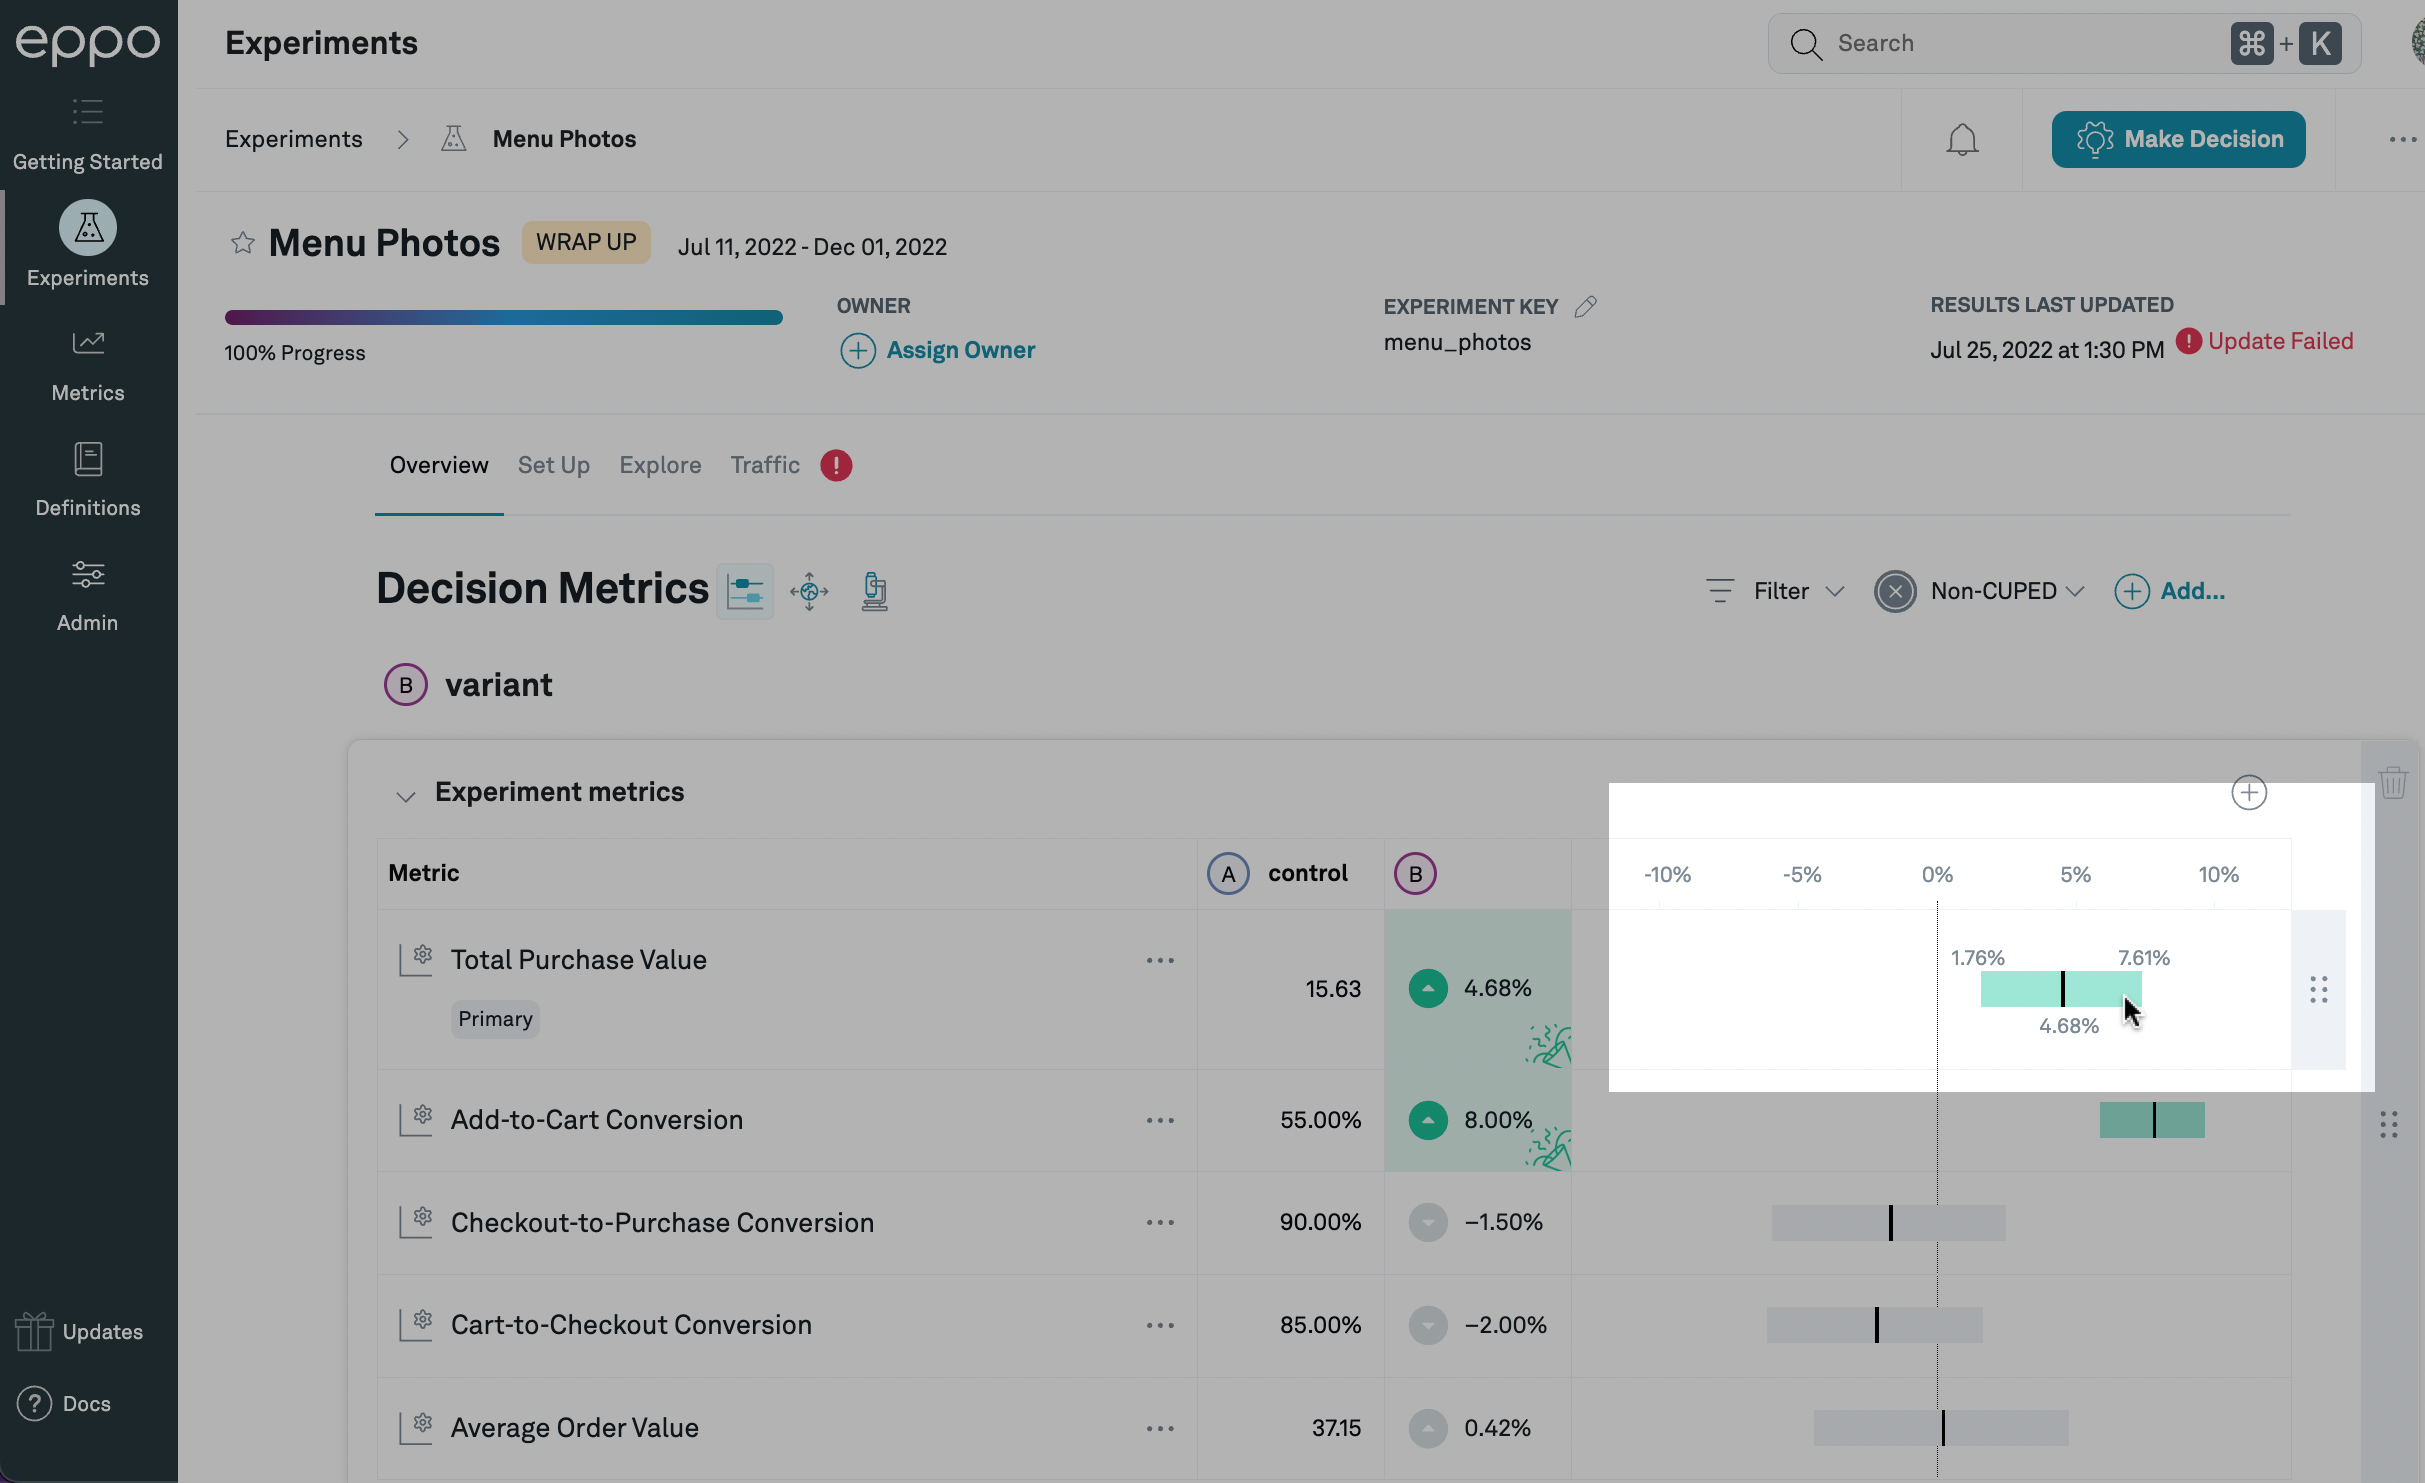 eppo
Getting Started
Experiments
Metrics
Definitions
Admin
Updates
? Docs
Experiments
Search
⌘ + K
Experiments
Menu Photos
Make Decision
Menu Photos
WRAP UP
Jul 11, 2022 - Dec 01, 2022
100% Progress
OWNER
Assign Owner
EXPERIMENT KEY
menu_photos
RESULTS LAST UPDATED
Jul 25, 2022 at 1:30 PM
! Update Failed
Overview
Set Up
Explore
Traffic
!
Decision Metrics
Filter
Non-CUPED
Add...
B variant
Experiment metrics
Metric
A control
B
-10%
-5%
0%
5%
10%
Total Purchase Value
Primary
15.63
4.68%
1.76%
7.61%
4.68%
Add-to-Cart Conversion
55.00%
8.00%
Checkout-to-Purchase Conversion
90.00%
−1.50%
Cart-to-Checkout Conversion
85.00%
−2.00%
Average Order Value
37.15
0.42%